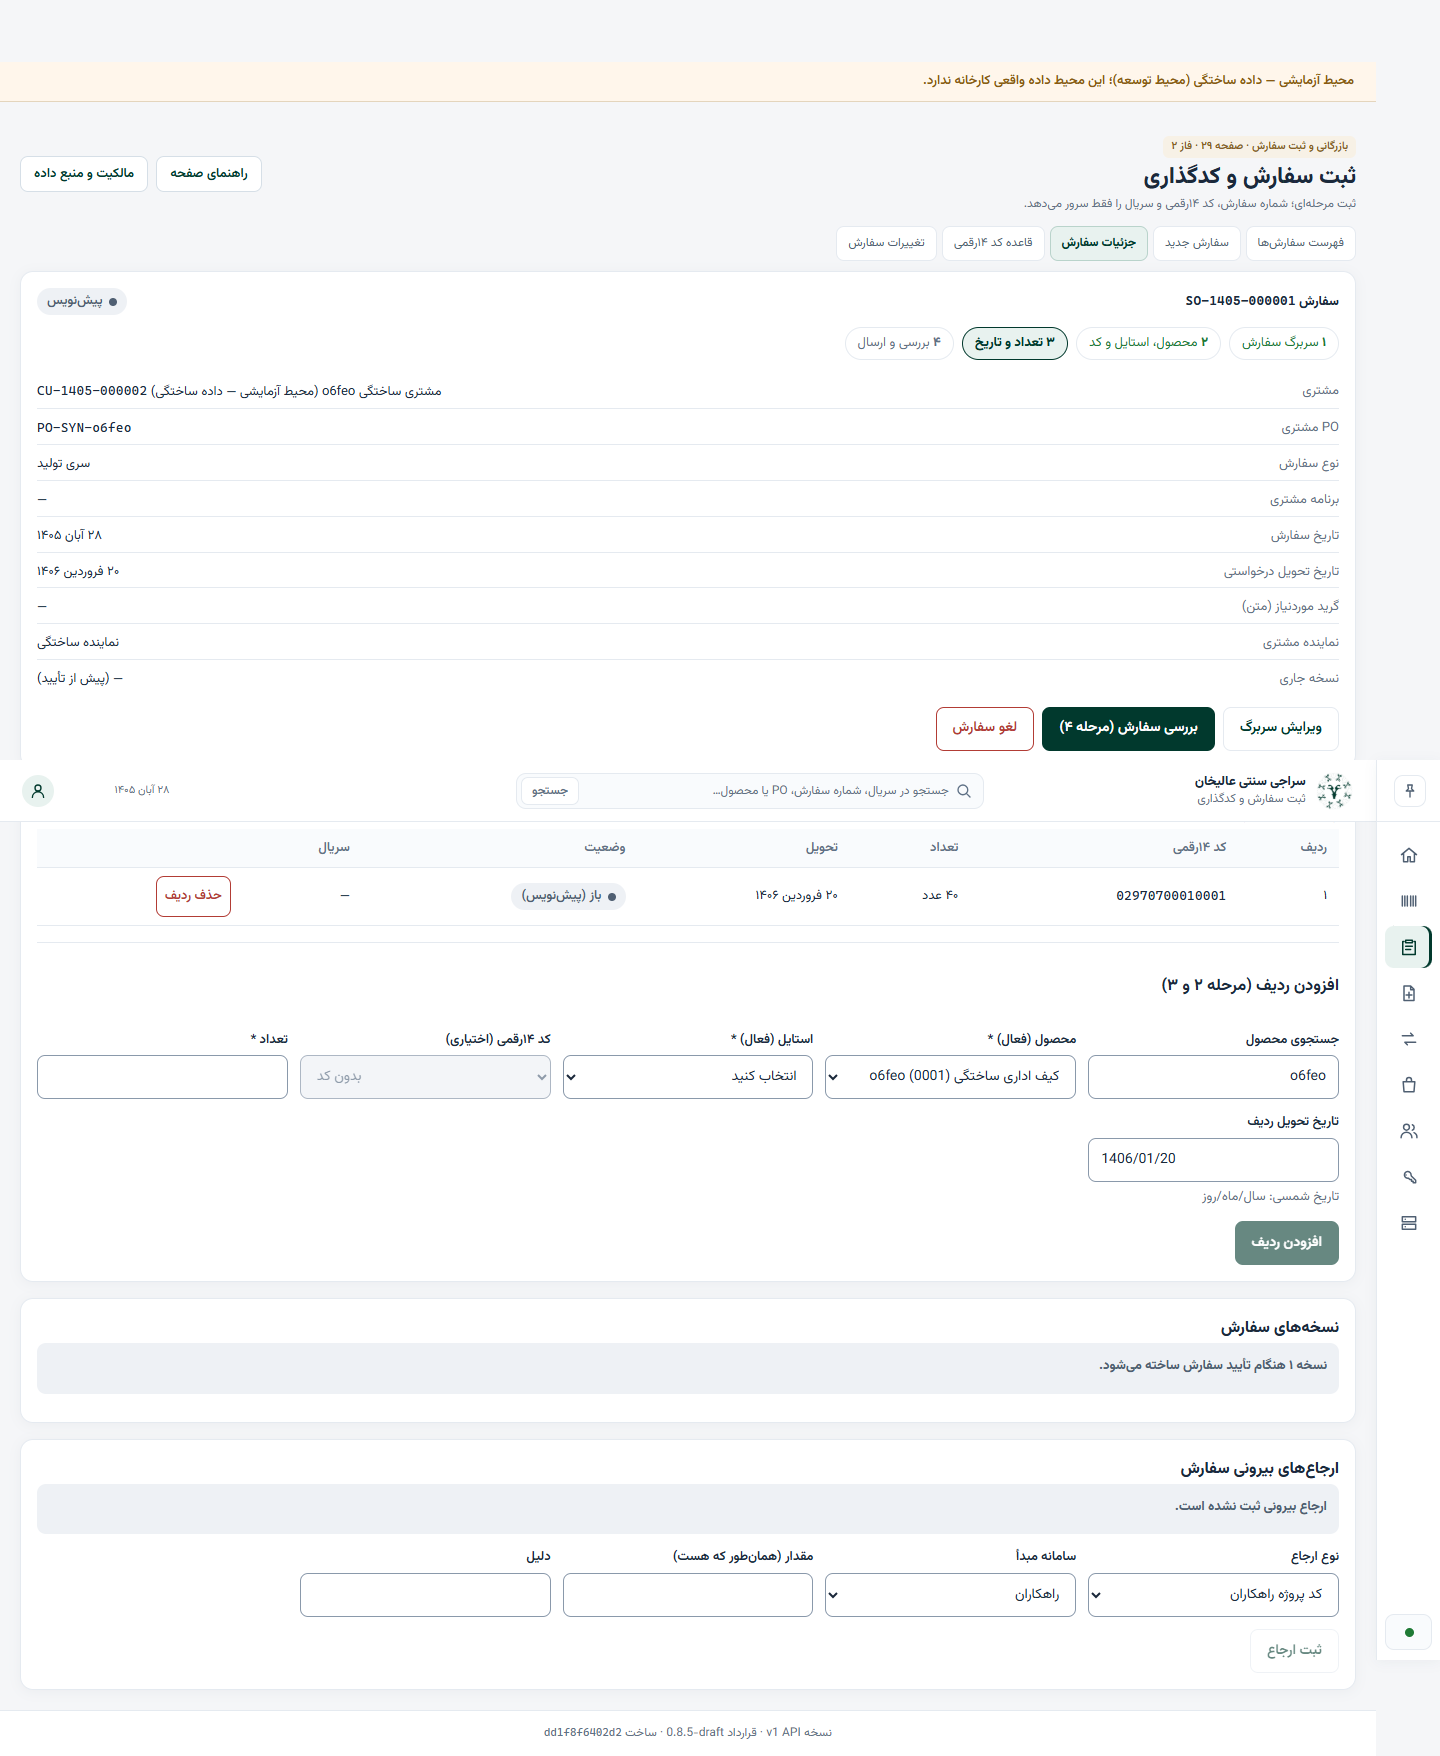 محیط آزمایشی — داده ساختگی (محیط توسعه)؛ این محیط داده واقعی کارخانه ندارد.
بازرگانی و ثبت سفارش · صفحه ۲۹ · فاز ۲
ثبت سفارش و کدگذاری
ثبت مرحله‌ای؛ شماره سفارش، کد ۱۴رقمی و سریال را فقط سرور می‌دهد.
راهنمای صفحه
مالکیت و منبع داده
فهرست سفارش‌ها
سفارش جدید
جزئیات سفارش
قاعده کد ۱۴رقمی
تغییرات سفارش
سفارش SO-1405-000001
پیش‌نویس
۱ سربرگ سفارش
۲ محصول، استایل و کد
۳ تعداد و تاریخ
۴ بررسی و ارسال
مشتری
مشتری ساختگی o6feo (محیط آزمایشی — داده ساختگی) CU-1405-000002
PO مشتری
PO-SYN-o6feo
نوع سفارش
سری تولید
برنامه مشتری
—
تاریخ سفارش
۲۸ آبان ۱۴۰۵
تاریخ تحویل درخواستی
۲۰ فروردین ۱۴۰۶
گرید موردنیاز (متن)
—
نماینده مشتری
نماینده ساختگی
نسخه جاری
— (پیش از تأیید)
ویرایش سربرگ
بررسی سفارش (مرحله ۴)
لغو سفارش
سراجی سنتی عالیخان
ثبت سفارش و کدگذاری
جستجو در سریال، شماره سفارش، PO یا محصول…
جستجو
۲۸ آبان ۱۴۰۵
ردیف کد ۱۴رقمی تعداد تحویل وضعیت سریال
۱ 02970700010001 ۴۰ عدد ۲۰ فروردین ۱۴۰۶ باز (پیش‌نویس) — حذف ردیف
افزودن ردیف (مرحله ۲ و ۳)
جستجوی محصول
o6feo
محصول (فعال) *
کیف اداری ساختگی o6feo (0001)
استایل (فعال) *
انتخاب کنید
کد ۱۴رقمی (اختیاری)
بدون کد
تعداد *
تاریخ تحویل ردیف
1406/01/20
تاریخ شمسی: سال/ماه/روز
افزودن ردیف
نسخه‌های سفارش
نسخه ۱ هنگام تأیید سفارش ساخته می‌شود.
ارجاع‌های بیرونی سفارش
ارجاع بیرونی ثبت نشده است.
نوع ارجاع
کد پروژه راهکاران
سامانه مبدأ
راهکاران
مقدار (همان‌طور که هست)
دلیل
ثبت ارجاع
نسخه v1 API · قرارداد 0.8.5-draft · ساخت dd1f8f6402d2